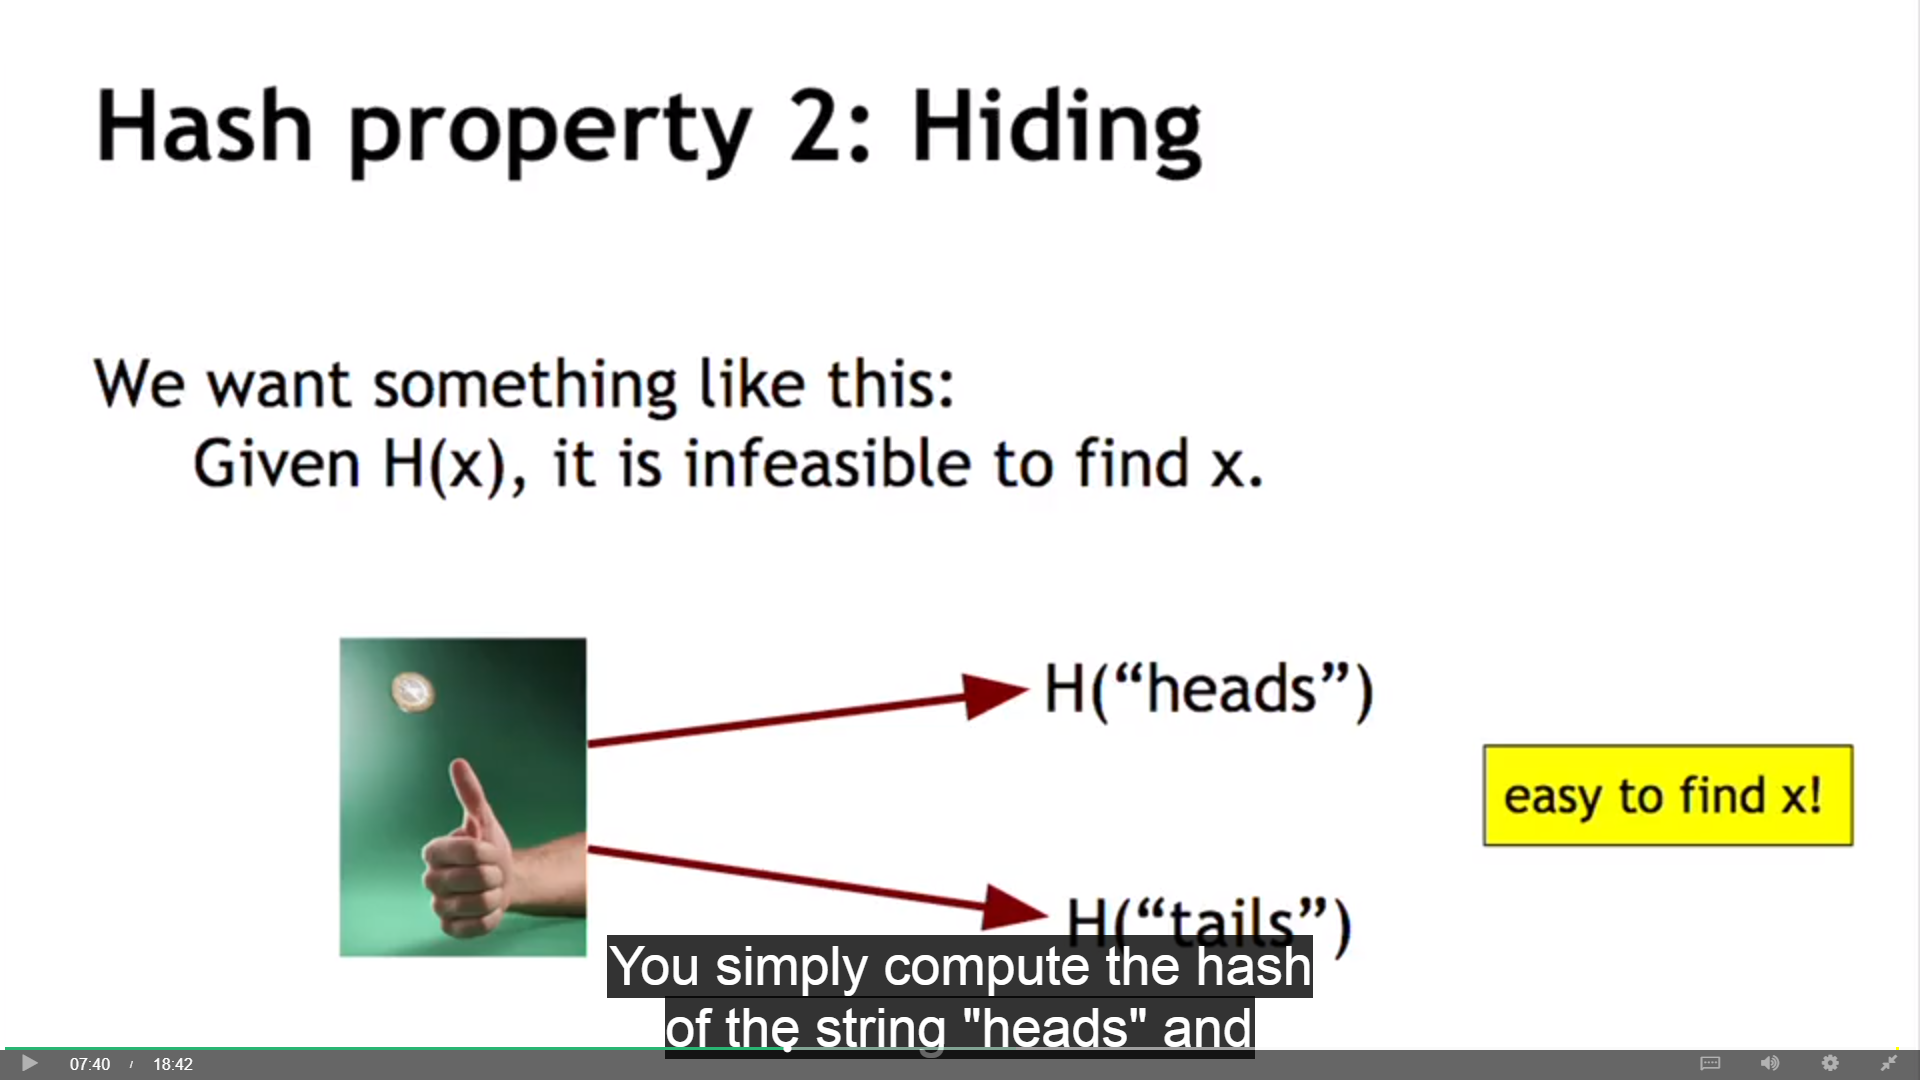 Hash property 2: Hiding
We want something like this:
Given H(x), it is infeasible to find x.
H(“heads”)
easy to find x!
H(“tails”)
You simply compute the hash
of the string "heads" and
07:40 / 18:42